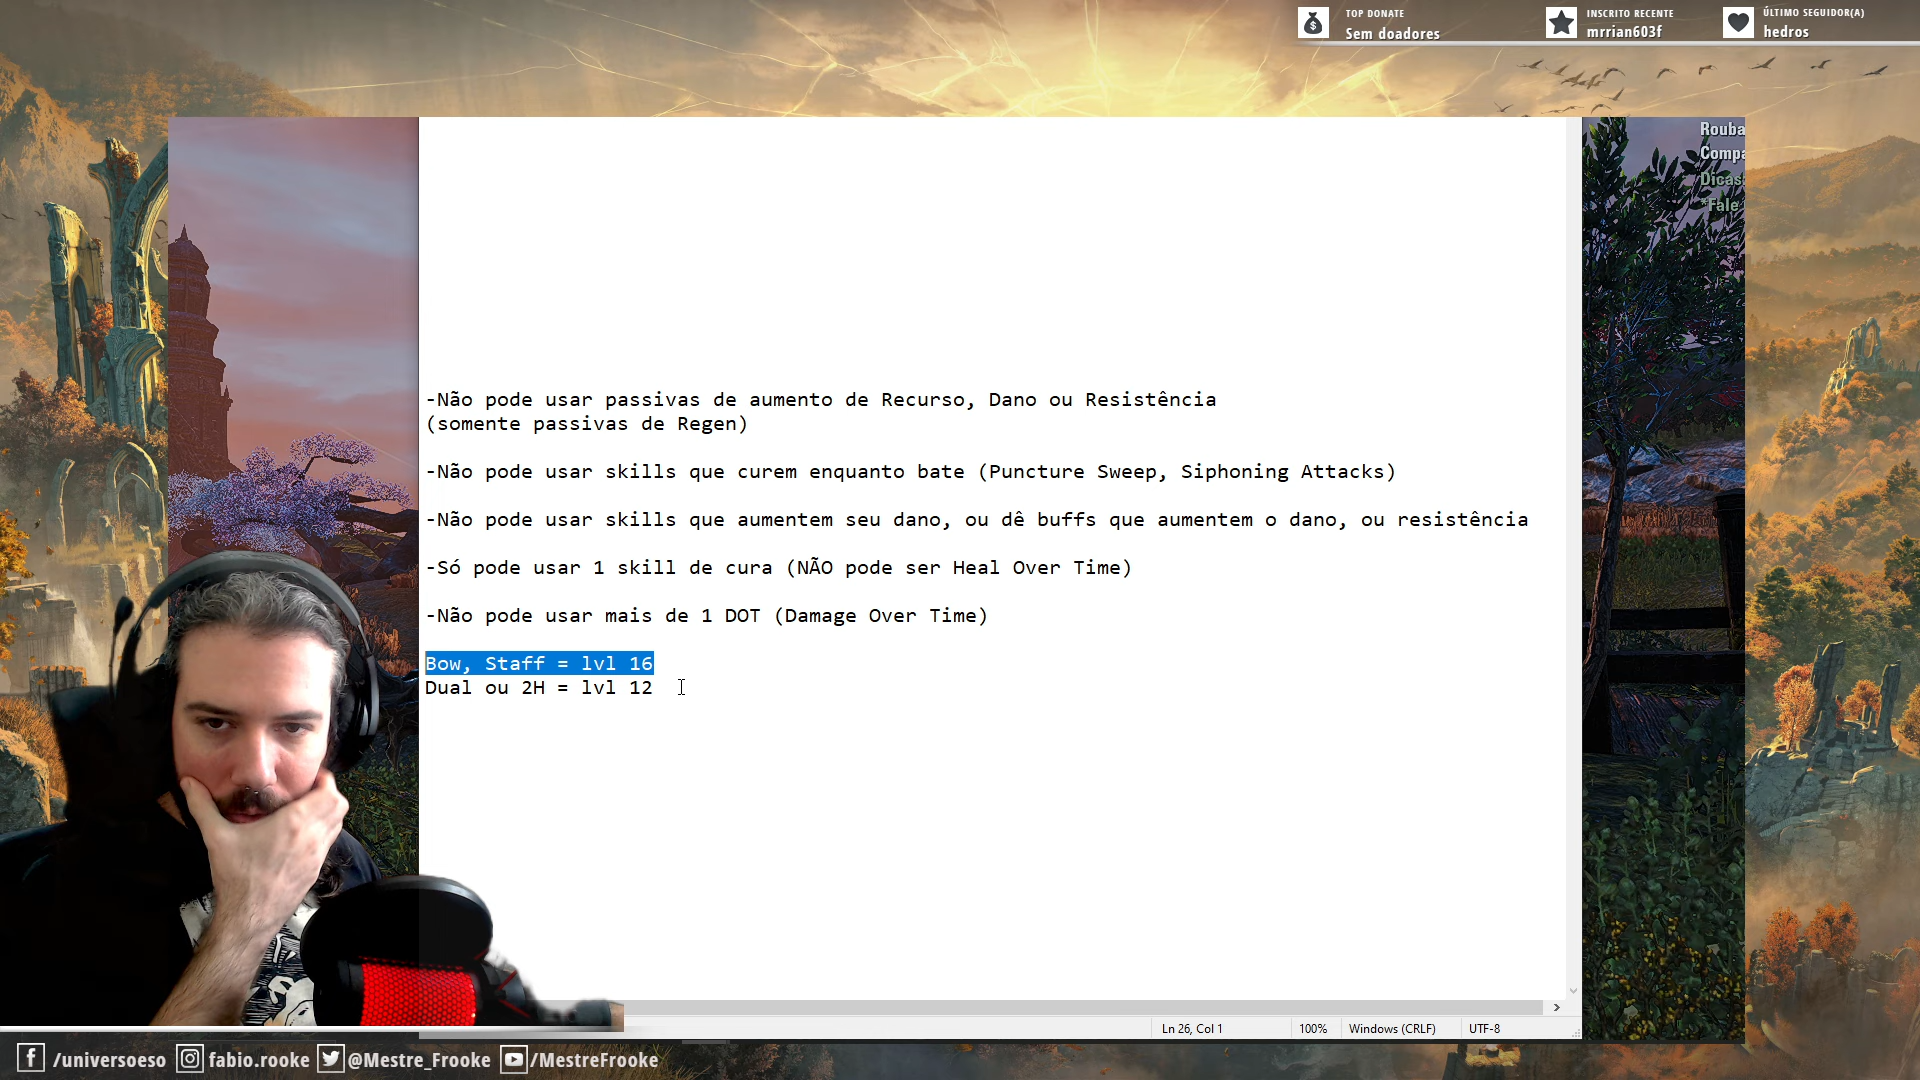 TOP DONATE
Sem doadores
INSCRITO RECENTE
mrrian603f
ÚLTIMO SEGUIDOR(A)
hedros
Rouba
Compa
Dicas
*Fale
-Não pode usar passivas de aumento de Recurso, Dano ou Resistência
(somente passivas de Regen)
-Não pode usar skills que curem enquanto bate (Puncture Sweep, Siphoning Attacks)
-Não pode usar skills que aumentem seu dano, ou dê buffs que aumentem o dano, ou resistência
-Só pode usar 1 skill de cura (NÃO pode ser Heal Over Time)
-Não pode usar mais de 1 DOT (Damage Over Time)
Bow, Staff = lvl 16
Dual ou 2H = lvl 12
Ln 26, Col 1
100%
Windows (CRLF)
UTF-8
/universoeso
fabio.rooke
@Mestre_Frooke
/MestreFrooke